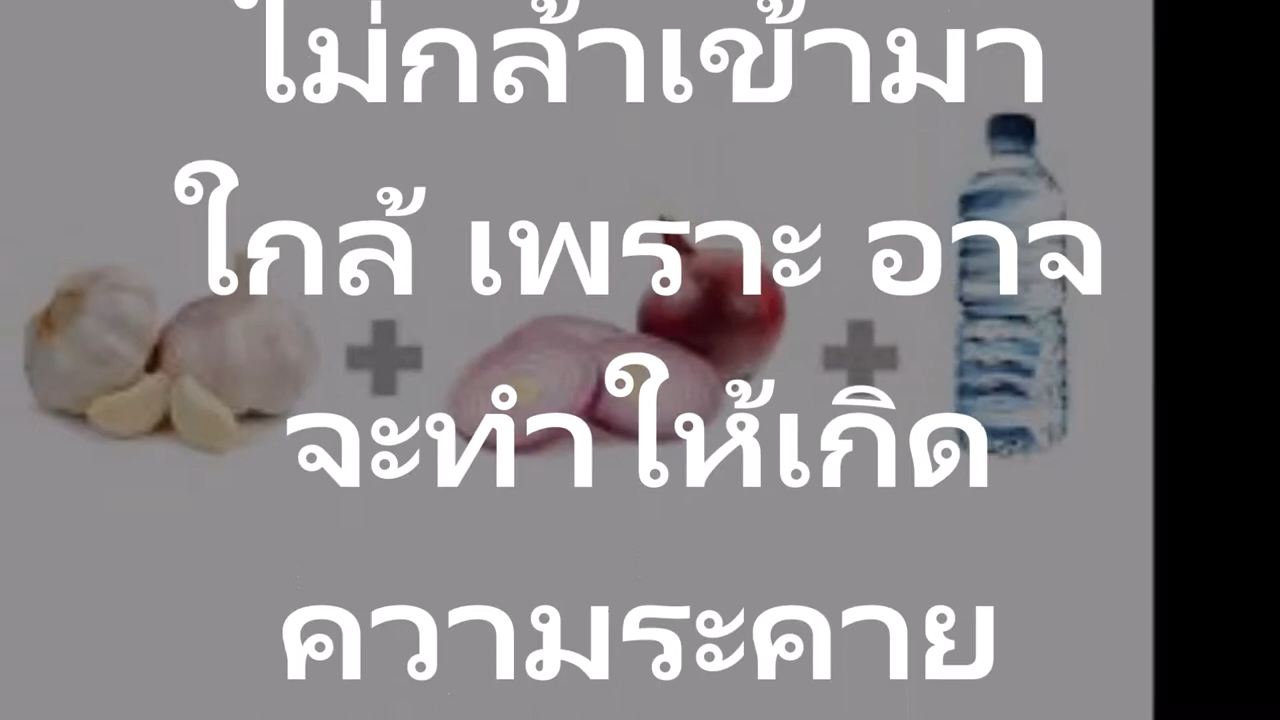 ไม่กล้าเข้ามา
ใกล้ เพราะ อาจ
จะทำให้เกิด
ความระคาย